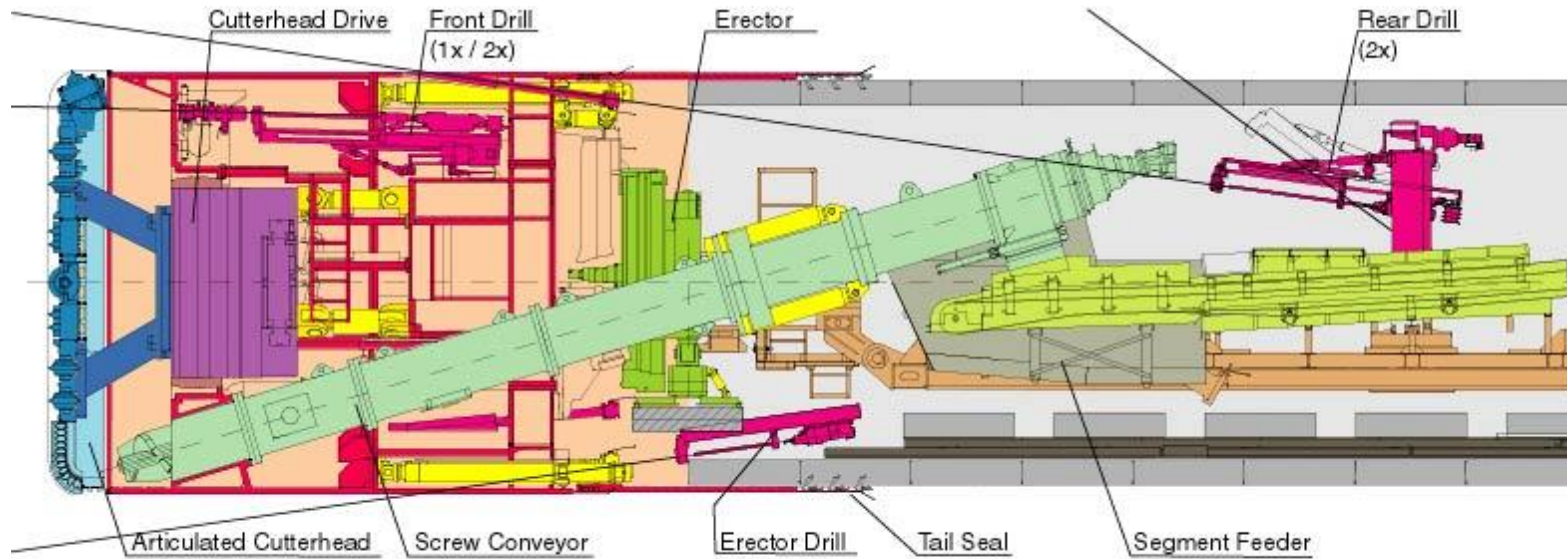 Cutterhead Drive
Front Drill
(1x / 2x)
Erector
Rear Drill
(2x)
Articulated Cutterhead
Screw Conveyor
Erector Drill
Tail Seal
Segment Feeder